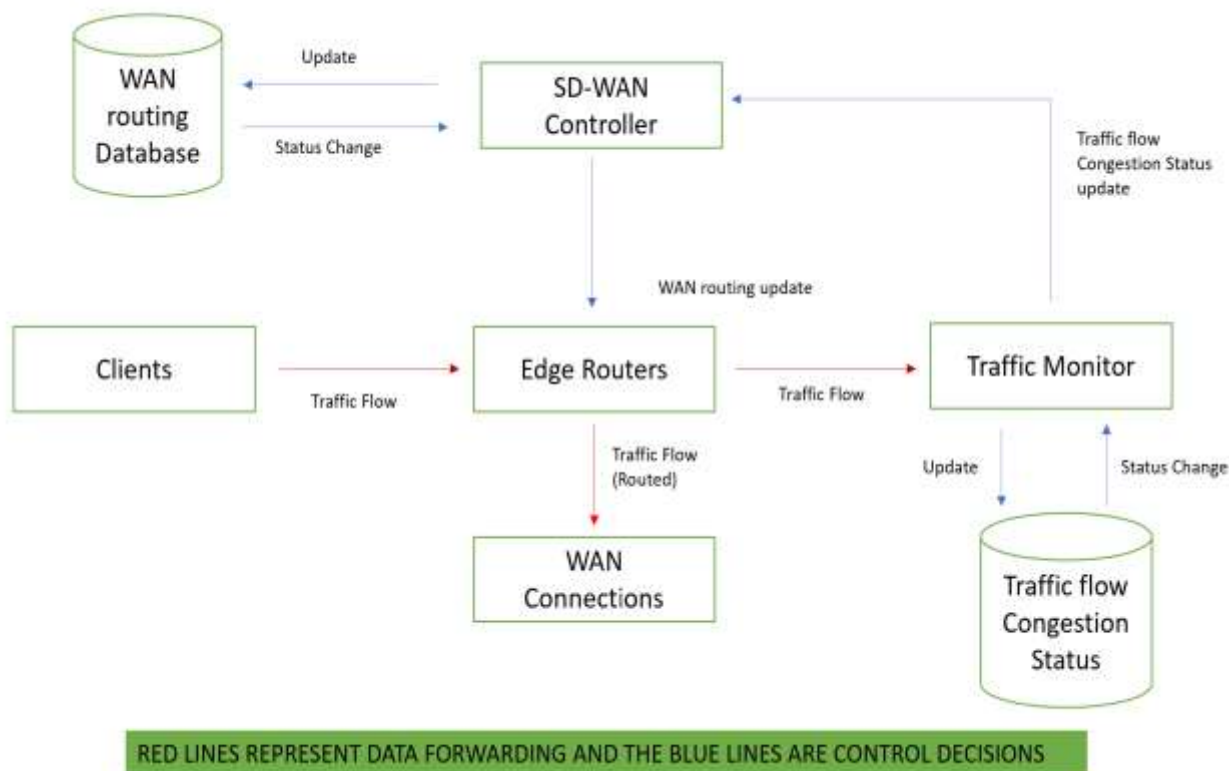 WAN
routing
Database
Update
Status Change
SD-WAN
Controller
Traffic flow
Congestion Status
update
WAN routing update
Clients
Traffic Flow
Edge Routers
Traffic Flow
Traffic Monitor
Traffic Flow
(Routed)
Update
Status Change
WAN
Connections
Traffic flow
Congestion
Status
RED LINES REPRESENT DATA FORWARDING AND THE BLUE LINES ARE CONTROL DECISIONS